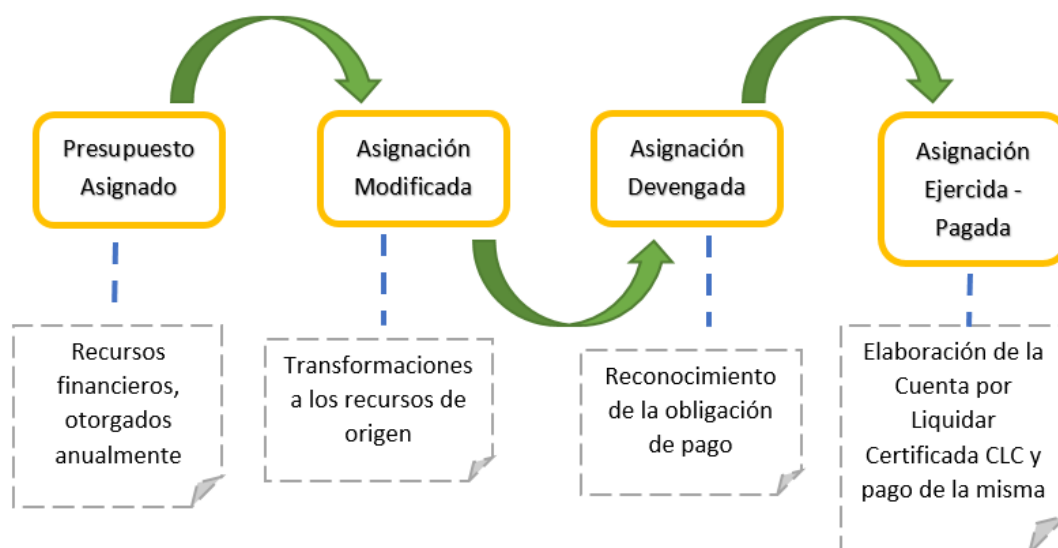 Presupuesto
Asignado
Asignación
Modificada
Asignación
Devengada
Asignación
Ejercida -
Pagada
Recursos
financieros,
otorgados
anualmente
Transformaciones
a los recursos de
origen
Reconocimiento
de la obligación
de pago
Elaboración de la
Cuenta por
Liquidar
Certificada CLC y
pago de la misma